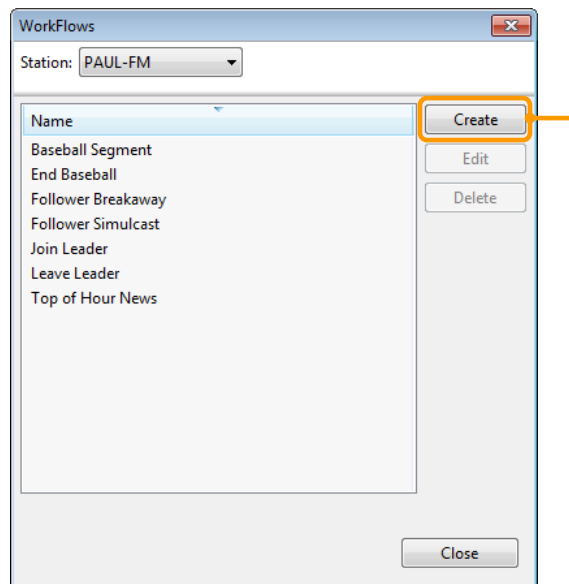 WorkFlows
Station: PAUL-FM
Name
Create
Baseball Segment
Edit
End Baseball
Follower Breakaway
Delete
Follower Simulcast
Join Leader
Leave Leader
Top of Hour News
Close